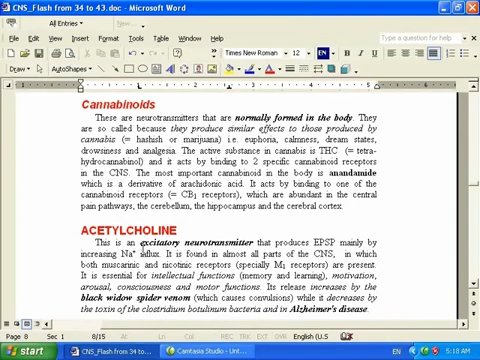 CNS_Flash from 34 to 43.doc - Microsoft Word
All Entries
New...
File Edit View Insert Format Tools Table Window Help
Times New Roman 12 EN
Draw AutoShapes
Cannabinoids
These are neurotransmitters that are normally formed in the body. They
are so called because they produce similar effects to those produced by
cannabis (= hashish or marijuana) i.e. euphoria, calmness, dream states,
drowsiness and analgesia. The active substance in cannabis is THC (= tetra-
hydrocannabinol) and it acts by binding to 2 specific cannabinoid receptors
in the CNS. The most important cannabinoid in the body is anandamide
which is a derivative of arachidonic acid. It acts by binding to one of the
cannabinoid receptors (= CB1 receptors), which are abundant in the central
pain pathways, the cerebellum, the hippocampus and the cerebral cortex.
ACETYLCHOLINE
This is an excitatory neurotransmitter that produces EPSP mainly by
increasing Na+ influx. It is found in almost all parts of the CNS, in which
both muscarinic and nicotinic receptors (specially M1 receptors) are present.
It is essential for intellectual functions (memory and learning), motivation,
arousal, consciousness and motor functions. Its release increases by the
black widow spider venom (which causes convulsions) while it decreases by
the toxin of the clostridium botulinum bacteria and in Alzheimer's disease.
Page 8 Sec 1 8/15 REC TRK EXT OVR English (U.S
start CNS_Flash from 34 to... Camtasia Studio - Unt... EN 5:18 AM